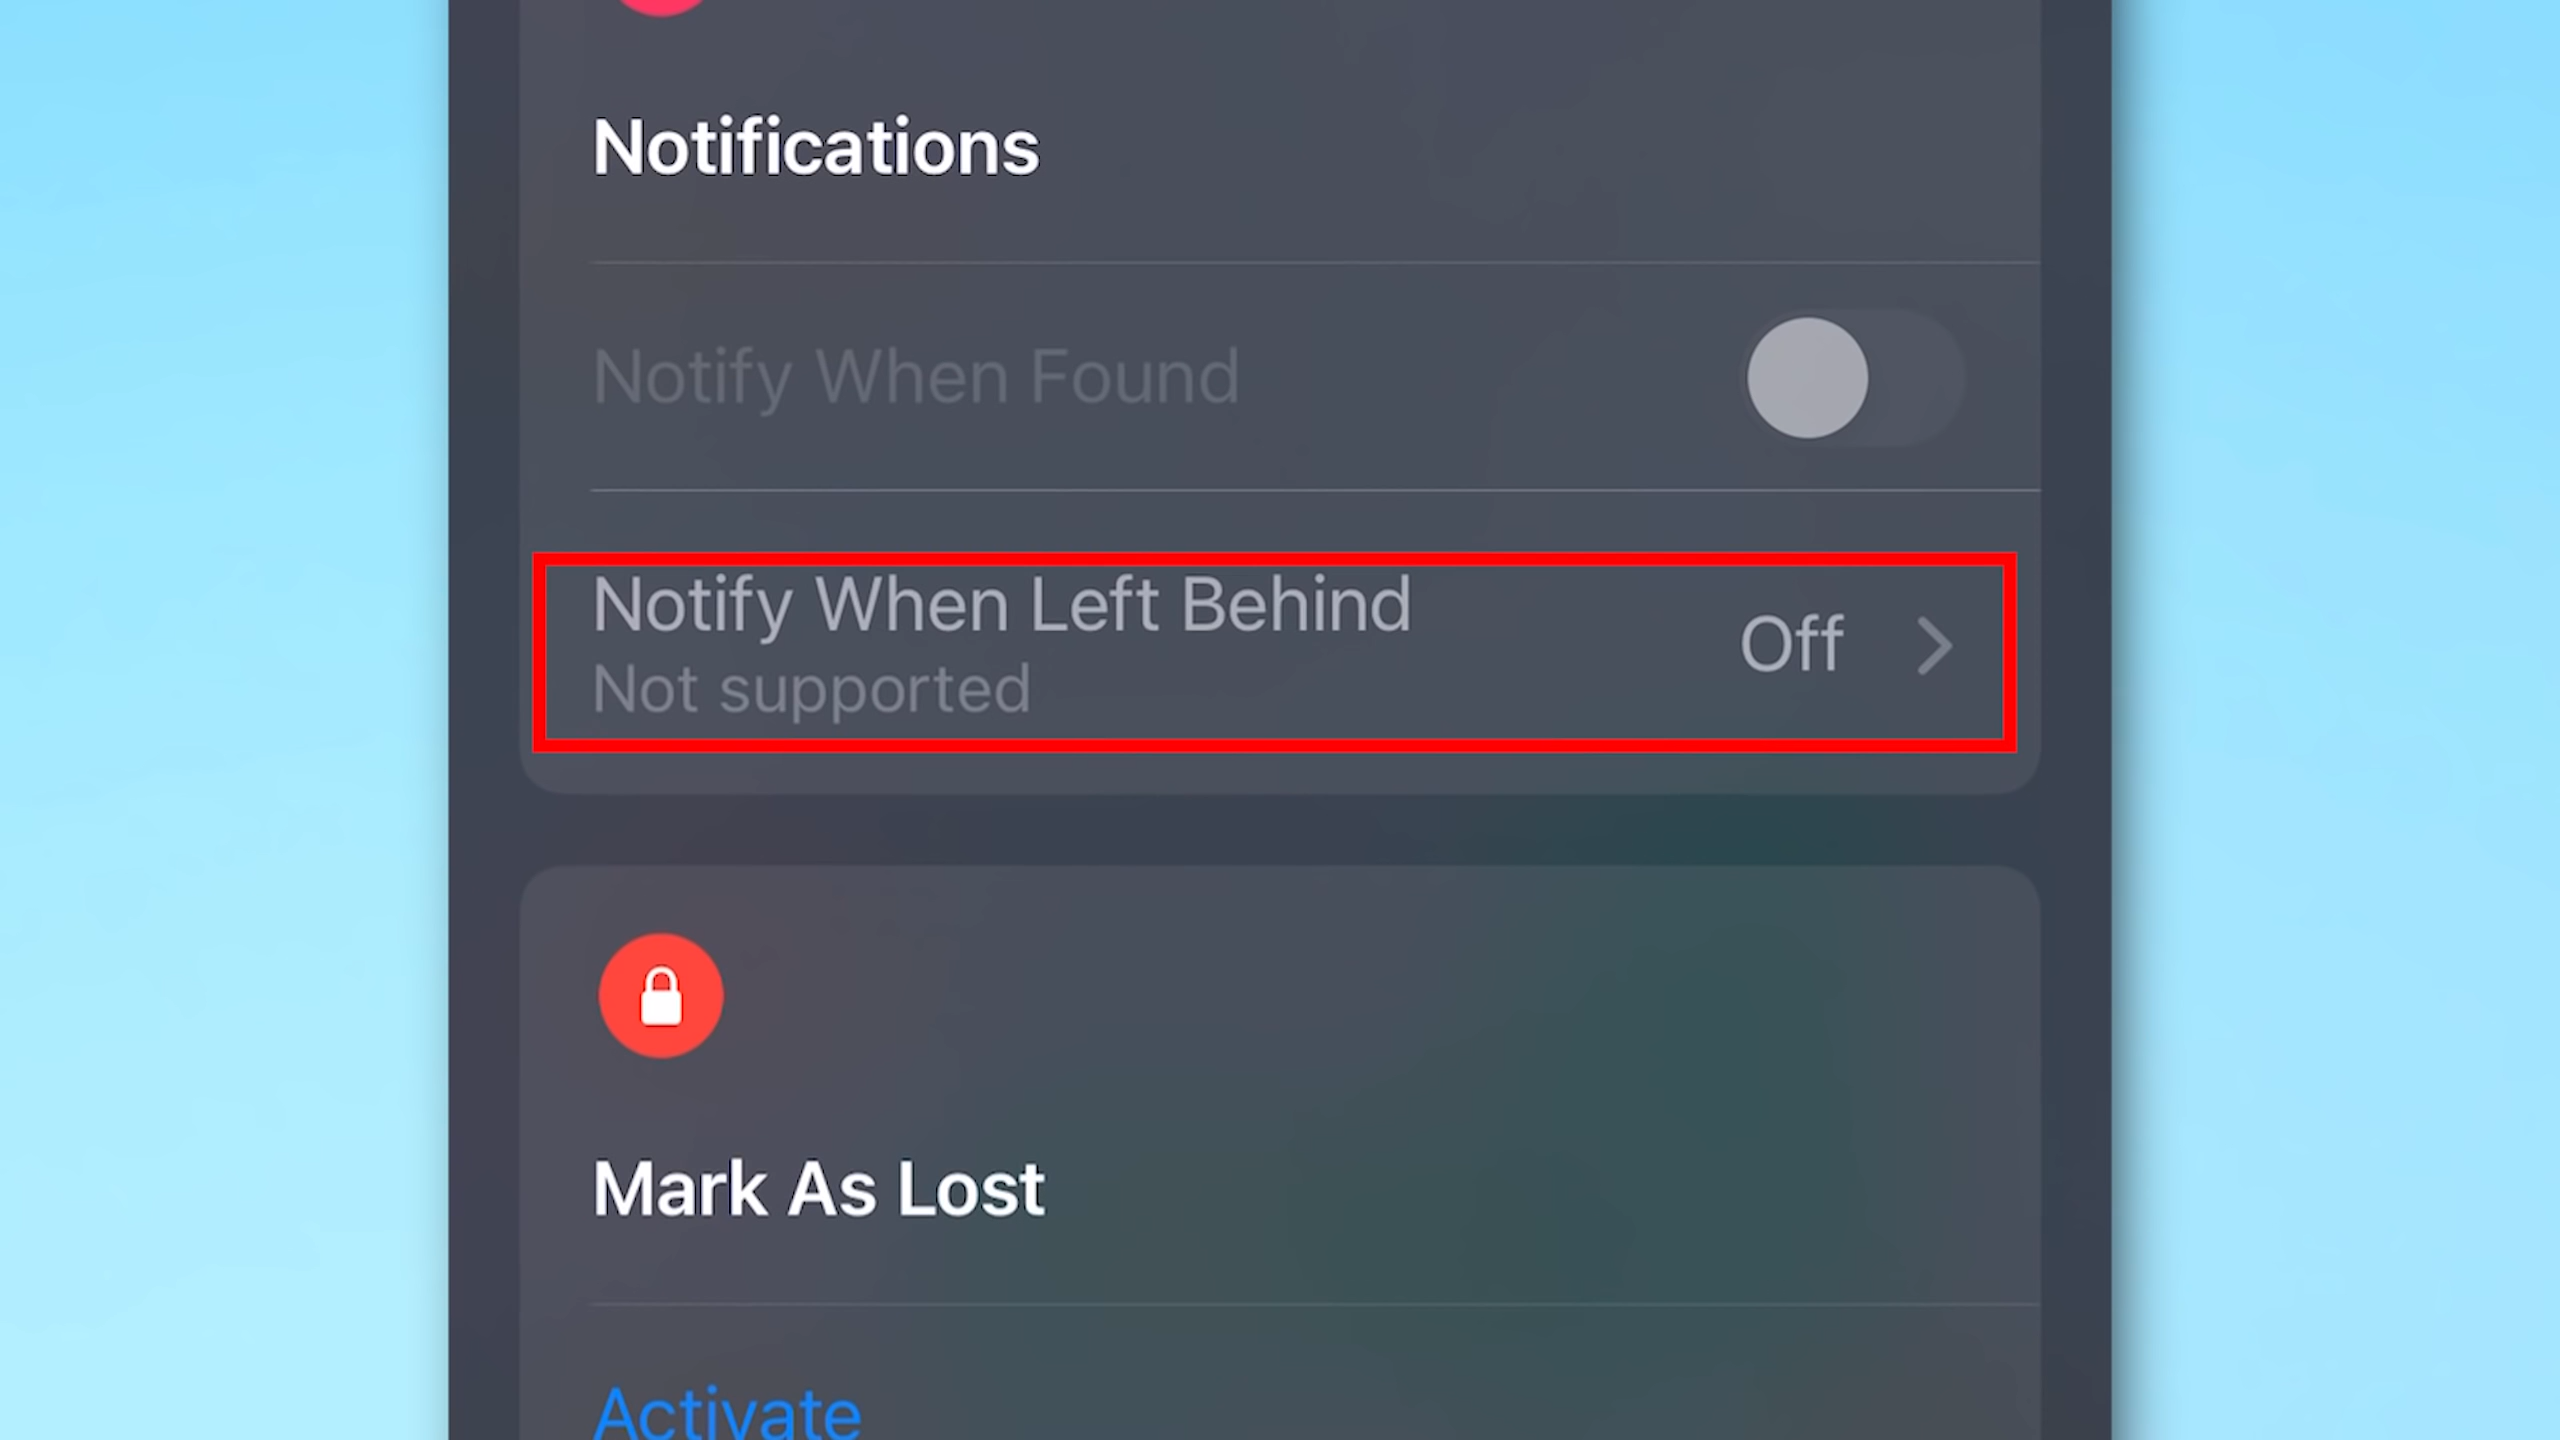 Notifications
Notify When Found
Notify When Left Behind
Not supported
Off
Mark As Lost
Activate